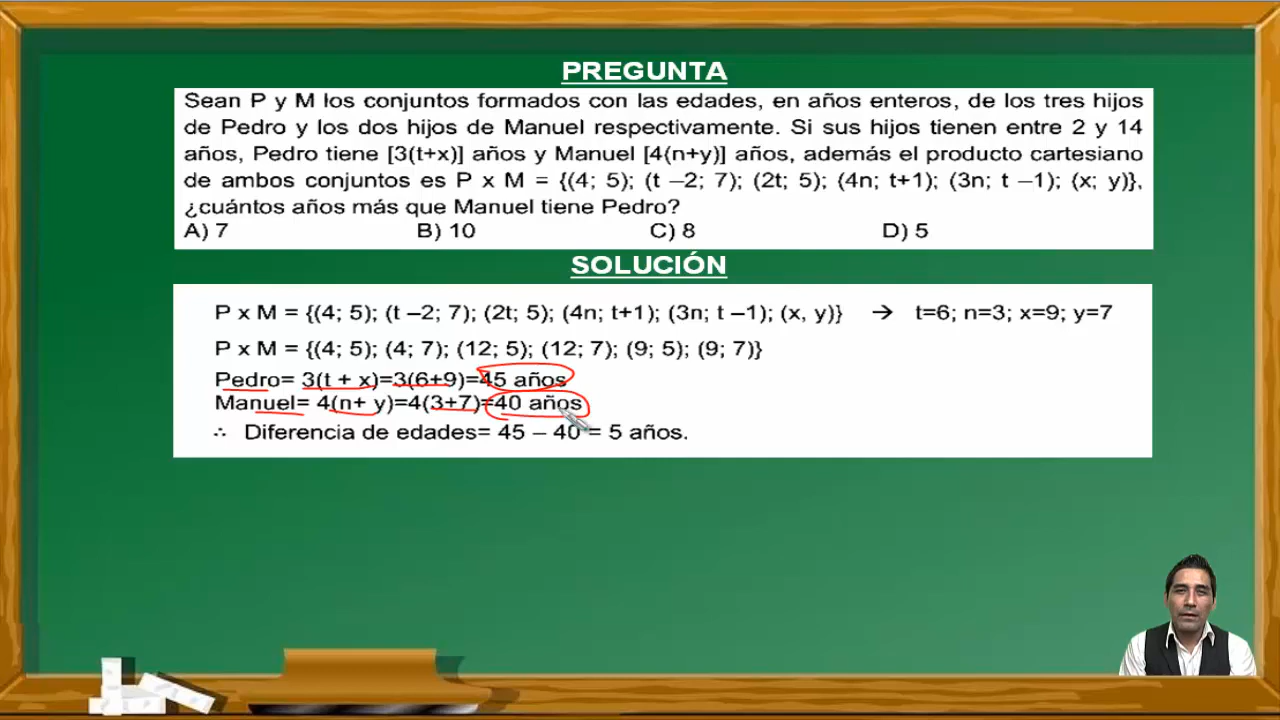 PREGUNTA
Sean P y M los conjuntos formados con las edades, en años enteros, de los tres hijos
de Pedro y los dos hijos de Manuel respectivamente. Si sus hijos tienen entre 2 y 14
años, Pedro tiene [3(t+x)] años y Manuel [4(n+y)] años, además el producto cartesiano
de ambos conjuntos es P x M = {(4; 5); (t –2; 7); (2t; 5); (4n; t+1); (3n; t –1); (x; y)},
¿cuántos años más que Manuel tiene Pedro?
A) 7 B) 10 C) 8 D) 5
SOLUCIÓN
P x M = {(4; 5); (t –2; 7); (2t; 5); (4n; t+1); (3n; t –1); (x, y)} → t=6; n=3; x=9; y=7
P x M = {(4; 5); (4; 7); (12; 5); (12; 7); (9; 5); (9; 7)}
Pedro= 3(t + x)=3(6+9)=45 años
Manuel= 4(n+ y)=4(3+7)=40 años
∴ Diferencia de edades= 45 – 40 = 5 años.